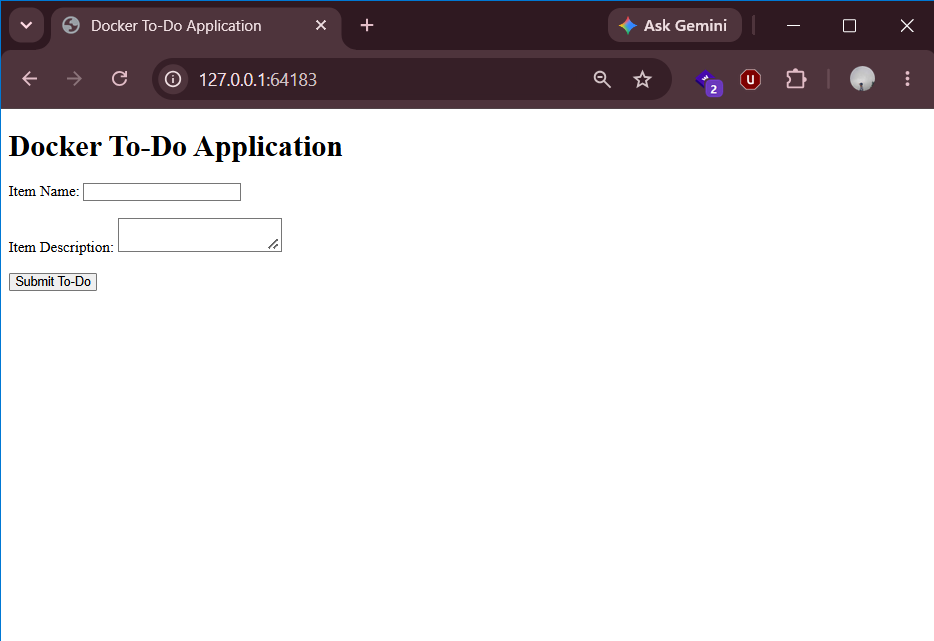 Docker To-Do Application
Ask Gemini
127.0.0.1:64183
2
U
Docker To-Do Application
Item Name:
Item Description:
Submit To-Do